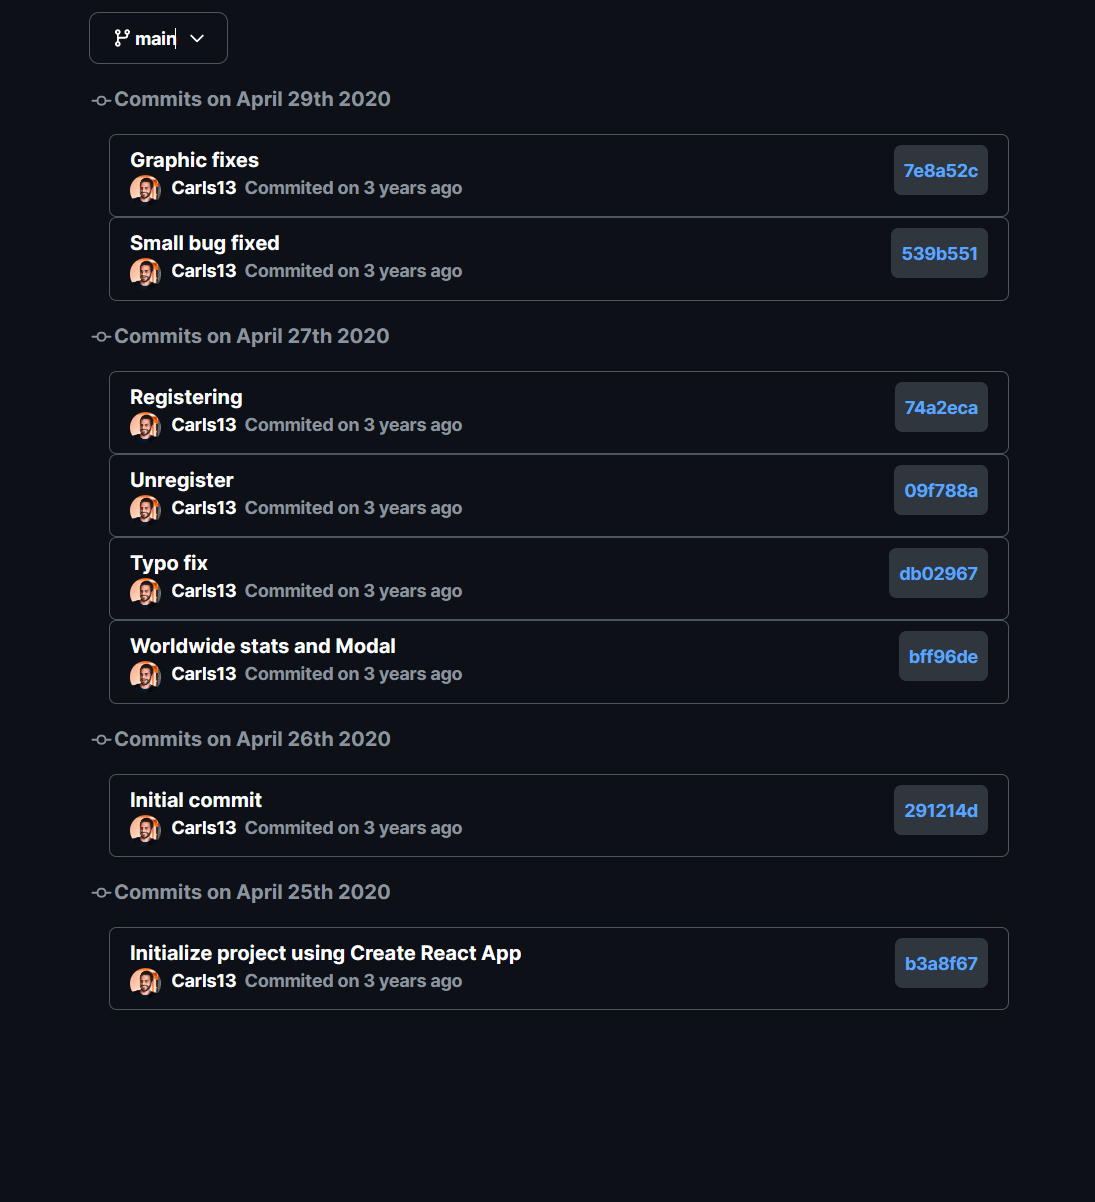 main
Commits on April 29th 2020
Graphic fixes
7e8a52c
Carls13 Commited on 3 years ago
Small bug fixed
539b551
Carls13 Commited on 3 years ago
Commits on April 27th 2020
Registering
74a2eca
Carls13 Commited on 3 years ago
Unregister
09f788a
Carls13 Commited on 3 years ago
Typo fix
db02967
Carls13 Commited on 3 years ago
Worldwide stats and Modal
bff96de
Carls13 Commited on 3 years ago
Commits on April 26th 2020
Initial commit
291214d
Carls13 Commited on 3 years ago
Commits on April 25th 2020
Initialize project using Create React App
b3a8f67
Carls13 Commited on 3 years ago